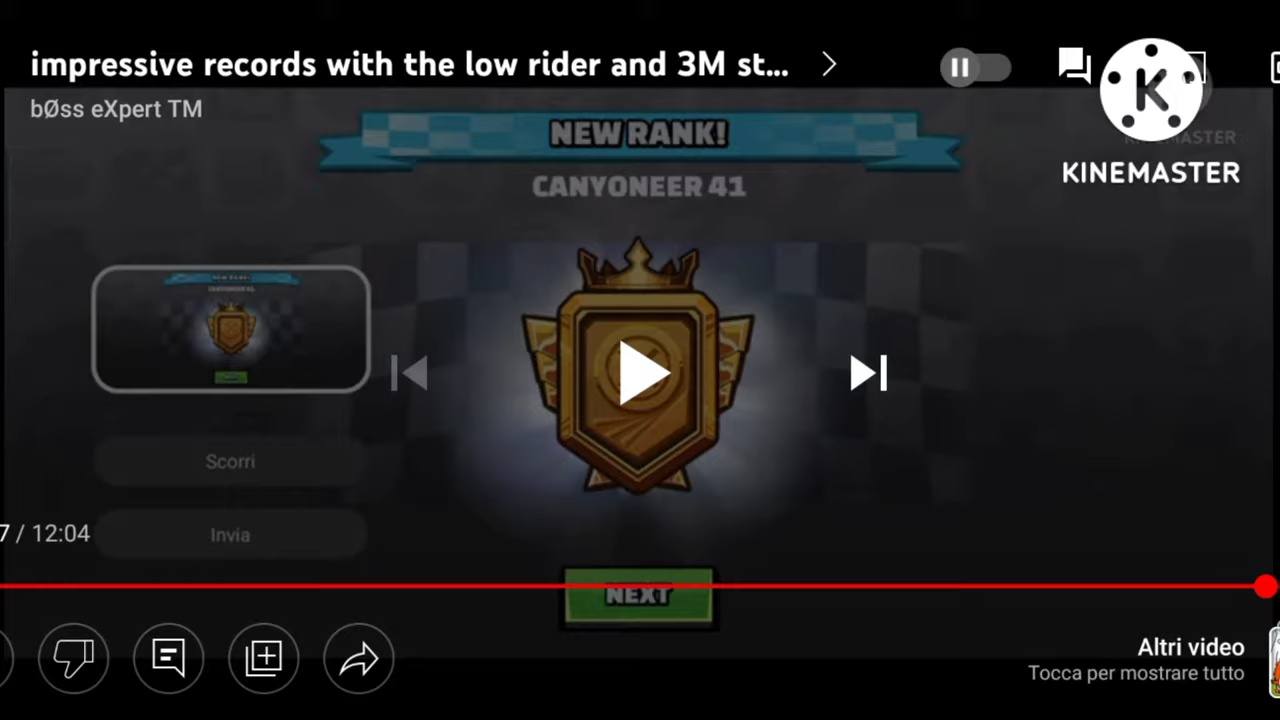 impressive records with the low rider and 3M st...
bØss eXpert TM
NEW RANK!
CANYONEER 41
K
KINEMASTER
Scorri
Invia
7 / 12:04
NEXT
Altri video
Tocca per mostrare tutto